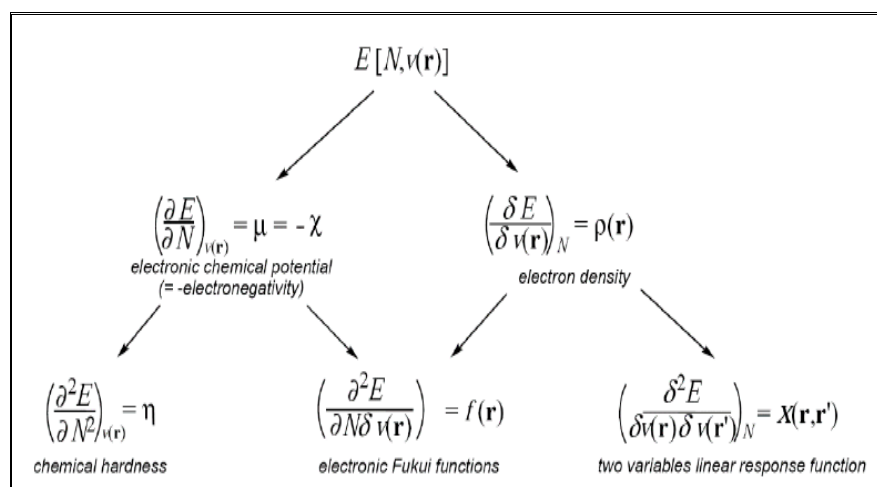 E [N,v(r)]
(∂E/∂N)v(r) = μ = -χ
electronic chemical potential
(= -electronegativity)
(δE/δv(r))N = ρ(r)
electron density
(∂²E/∂N²)v(r) = η
chemical hardness
(∂²E/∂Nδv(r)) = f(r)
electronic Fukui functions
(δ²E/δv(r)δv(r'))N = X(r,r')
two variables linear response function